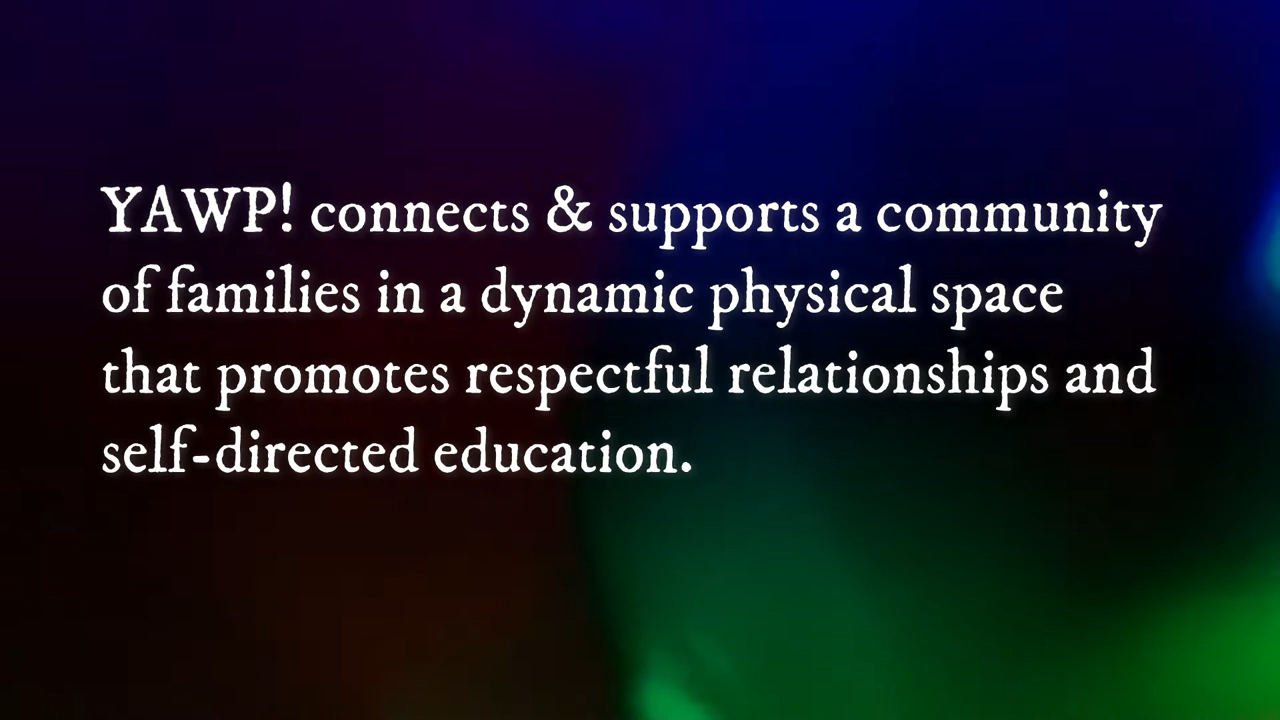 YAWP! connects & supports a community
of families in a dynamic physical space
that promotes respectful relationships and
self-directed education.